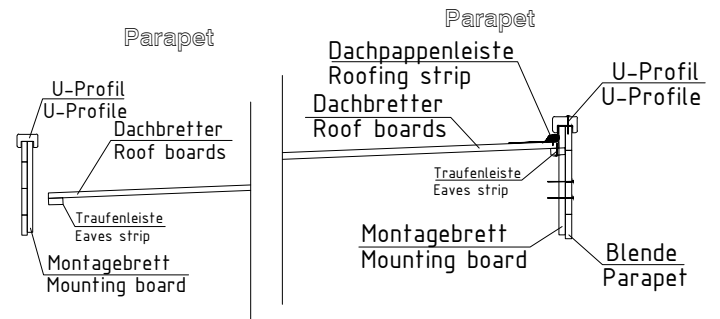 Parapet
U-Profil
U-Profile
Dachbretter
Roof boards
Traufenleiste
Eaves strip
Montagebrett
Mounting board
Parapet
Dachpappenleiste
Roofing strip
Dachbretter
Roof boards
U-Profil
U-Profile
Traufenleiste
Eaves strip
Montagebrett
Mounting board
Blende
Parapet